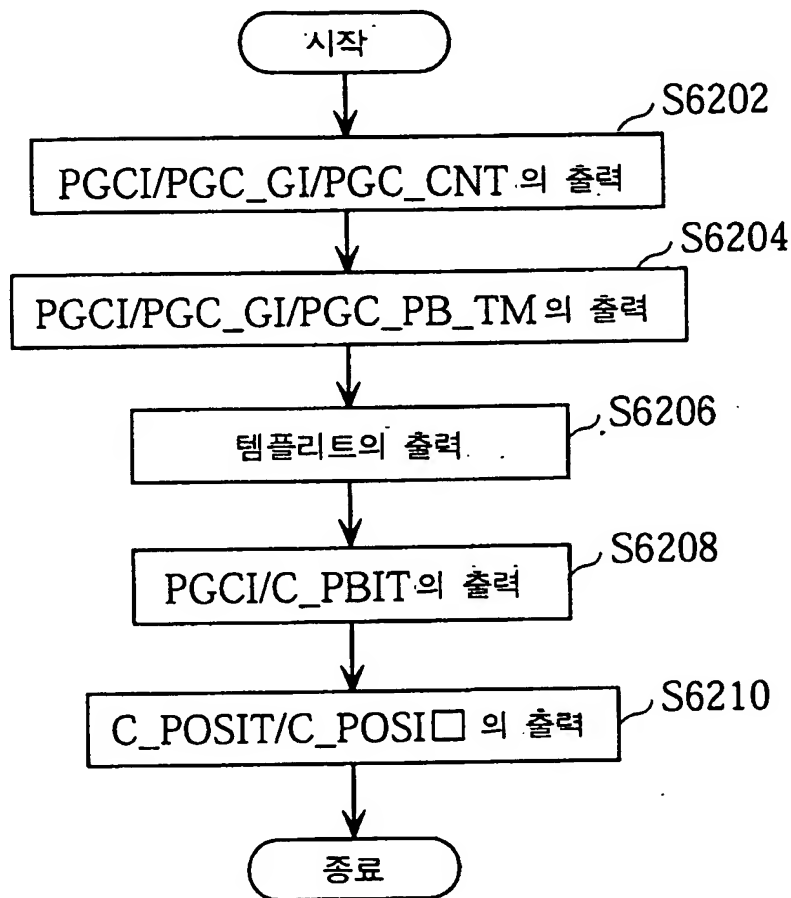 시작
S6202
PGCI/PGC_GI/PGC_CNT 의 출력
S6204
PGCI/PGC_GI/PGC_PB_TM 의 출력
S6206
템플리트의 출력
S6208
PGCI/C_PBIT 의 출력
S6210
C_POSIT/C_POSI□ 의 출력
종료